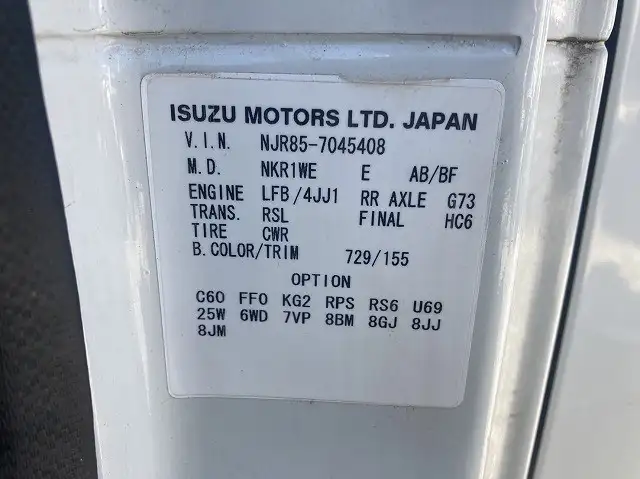 ISUZU MOTORS LTD. JAPAN
V.I.N. NJR85-7045408
M.D. NKR1WE E AB/BF
ENGINE LFB/4JJ1 RR AXLE G73
TRANS. RSL FINAL HC6
TIRE CWR
B.COLOR/TRIM 729/155
OPTION
C60 FF0 KG2 RPS RS6 U69
25W 6WD 7VP 8BM 8GJ 8JJ
8JM